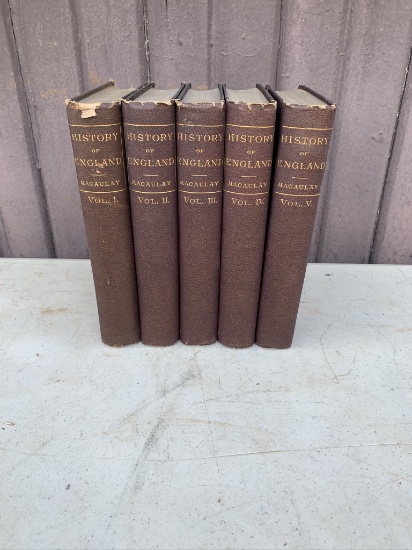 HISTORY
OF
ENGLAND
MACAULAY
VOL. I.
HISTORY
OF
ENGLAND
MACAULAY
VOL. II.
HISTORY
OF
ENGLAND
MACAULAY
VOL. III.
HISTORY
OF
ENGLAND
MACAULAY
VOL. IV.
HISTORY
OF
ENGLAND
MACAULAY
VOL. V.